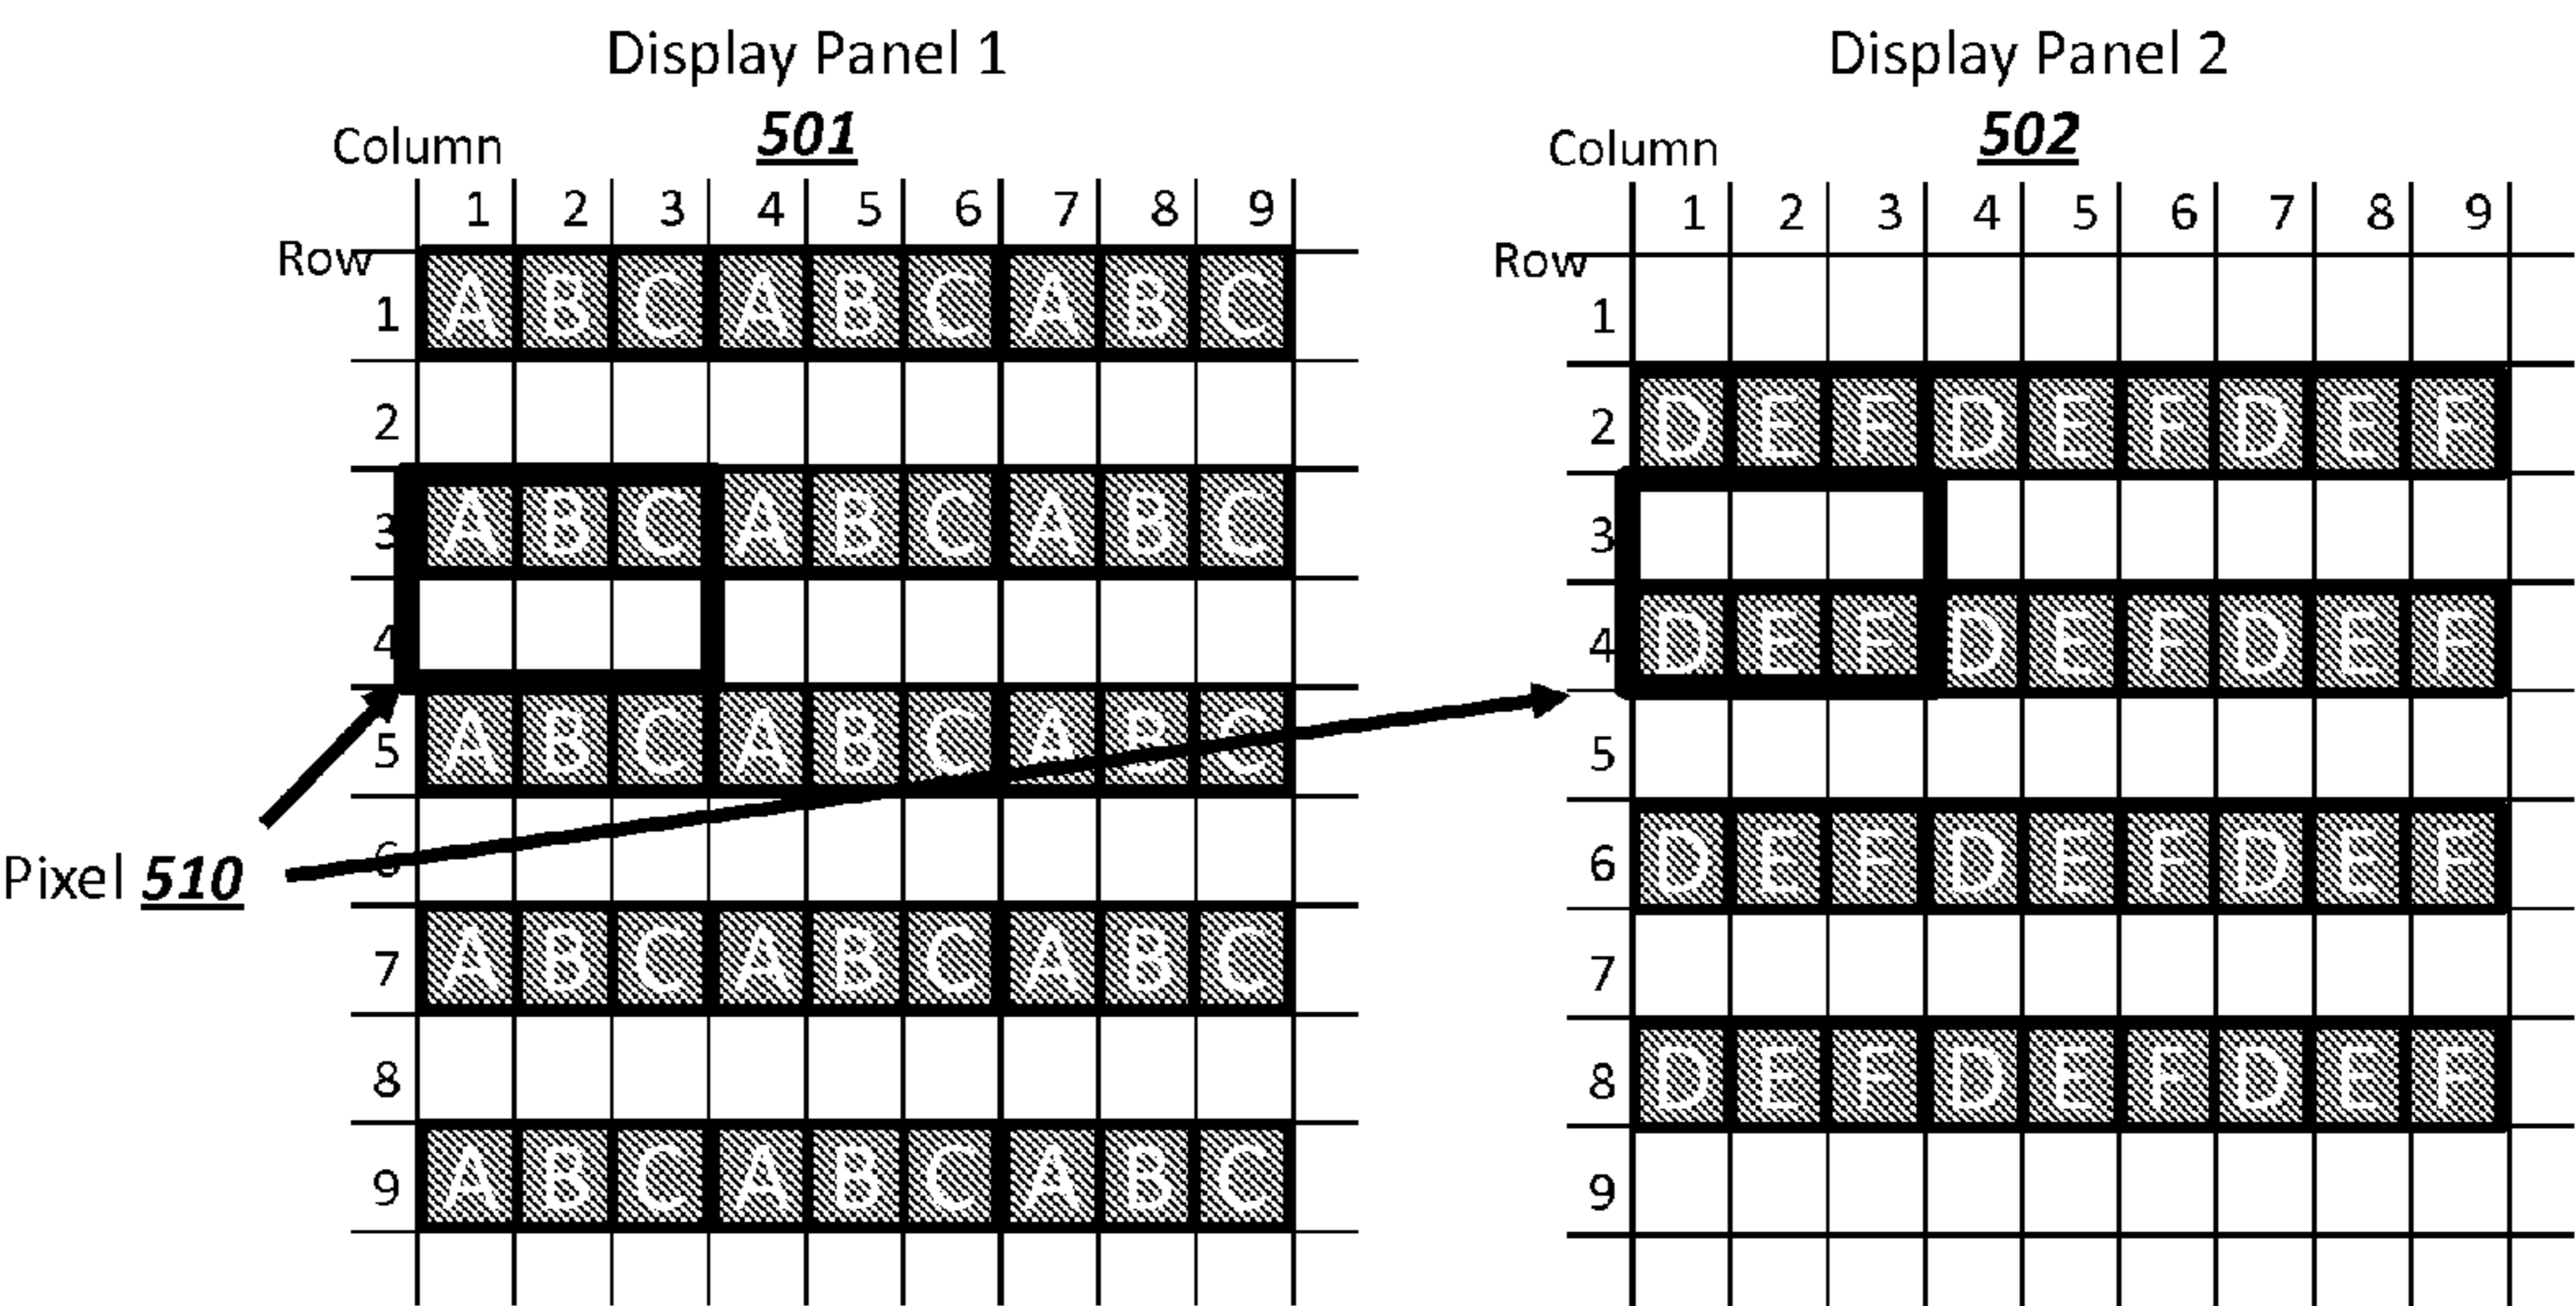 Display Panel 1
501
Column
1 2 3 4 5 6 7 8 9
Row
1 A B C A B C A B C
2
3 A B C A B C A B C
4
5 A B C A B C A B C
6
7 A B C A B C A B C
8
9 A B C A B C A B C
Pixel 510
Display Panel 2
502
Column
1 2 3 4 5 6 7 8 9
Row
1
2 D E F D E F D E F
3
4 D E F D E F D E F
5
6 D E F D E F D E F
7
8 D E F D E F D E F
9